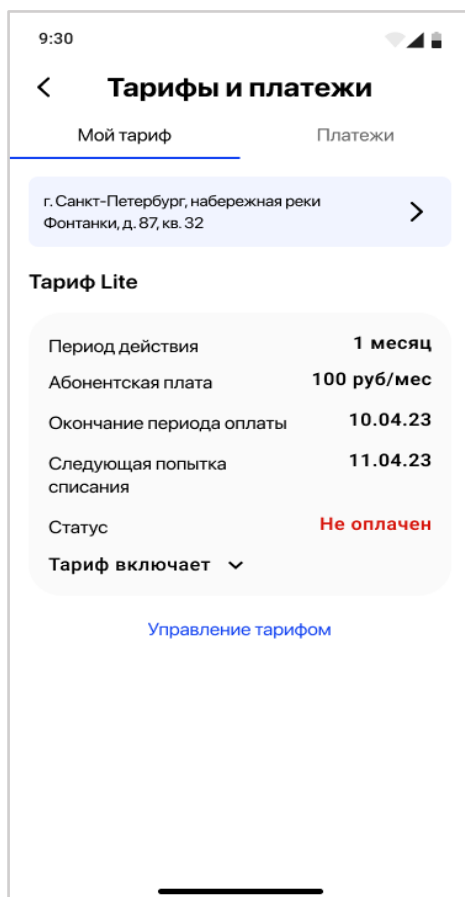 9:30
Тарифы и платежи
Мой тариф
Платежи
г. Санкт-Петербург, набережная реки
Фонтанки, д. 87, кв. 32
Тариф Lite
Период действия 1 месяц
Абонентская плата 100 руб/мес
Окончание периода оплаты 10.04.23
Следующая попытка 11.04.23
списания
Статус Не оплачен
Тариф включает
Управление тарифом